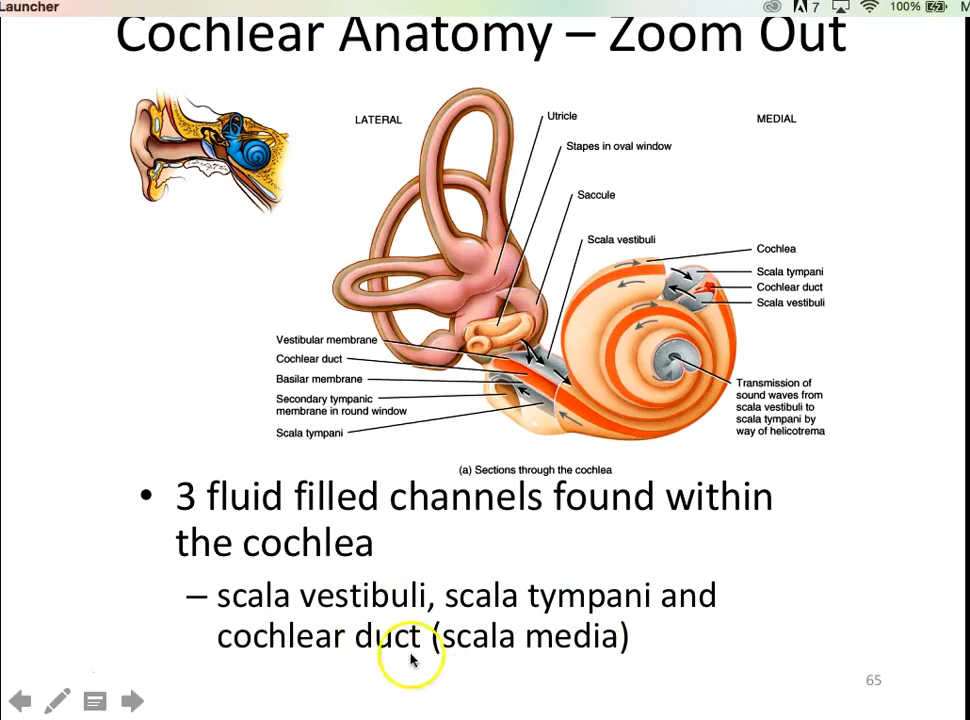 Launcher
7
100%
M
Cochlear Anatomy – Zoom Out
LATERAL
Utricle
MEDIAL
Stapes in oval window
Saccule
Scala vestibuli
Cochlea
Scala tympani
Cochlear duct
Scala vestibuli
Vestibular membrane
Cochlear duct
Basilar membrane
Secondary tympanic
membrane in round window
Scala tympani
Transmission of
sound waves from
scala vestibuli to
scala tympani by
way of helicotrema
(a) Sections through the cochlea
• 3 fluid filled channels found within
the cochlea
– scala vestibuli, scala tympani and
cochlear duct (scala media)
65